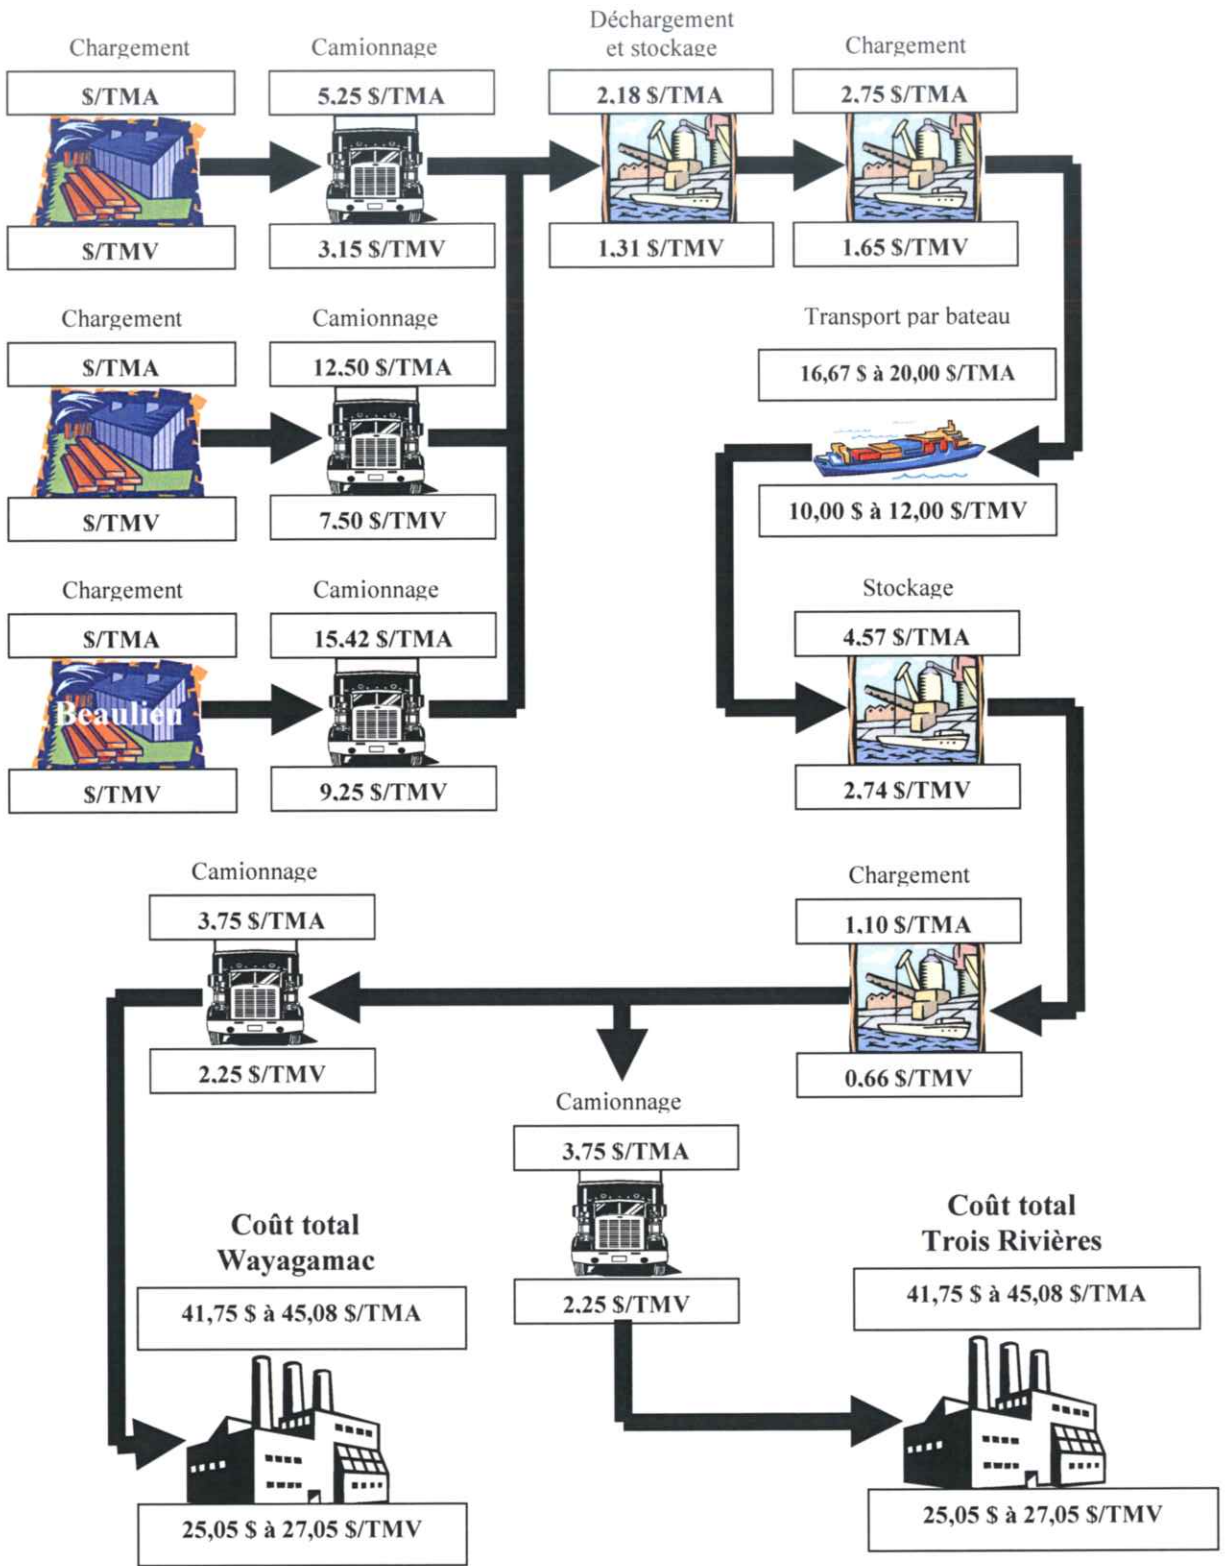 Chargement
$/TMA
$/TMV
Camionnage
5,25 $/TMA
3,15 $/TMV
Déchargement
et stockage
2,18 $/TMA
1,31 $/TMV
Chargement
2,75 $/TMA
1,65 $/TMV
Chargement
$/TMA
$/TMV
Camionnage
12,50 $/TMA
7,50 $/TMV
Transport par bateau
16,67 $ à 20,00 $/TMA
10,00 $ à 12,00 $/TMV
Chargement
$/TMA
Beaulieu
$/TMV
Camionnage
15,42 $/TMA
9,25 $/TMV
Stockage
4,57 $/TMA
2,74 $/TMV
Camionnage
3,75 $/TMA
2,25 $/TMV
Chargement
1,10 $/TMA
0,66 $/TMV
Camionnage
3,75 $/TMA
2,25 $/TMV
Coût total
Wayagamac
41,75 $ à 45,08 $/TMA
25,05 $ à 27,05 $/TMV
Coût total
Trois Rivières
41,75 $ à 45,08 $/TMA
25,05 $ à 27,05 $/TMV